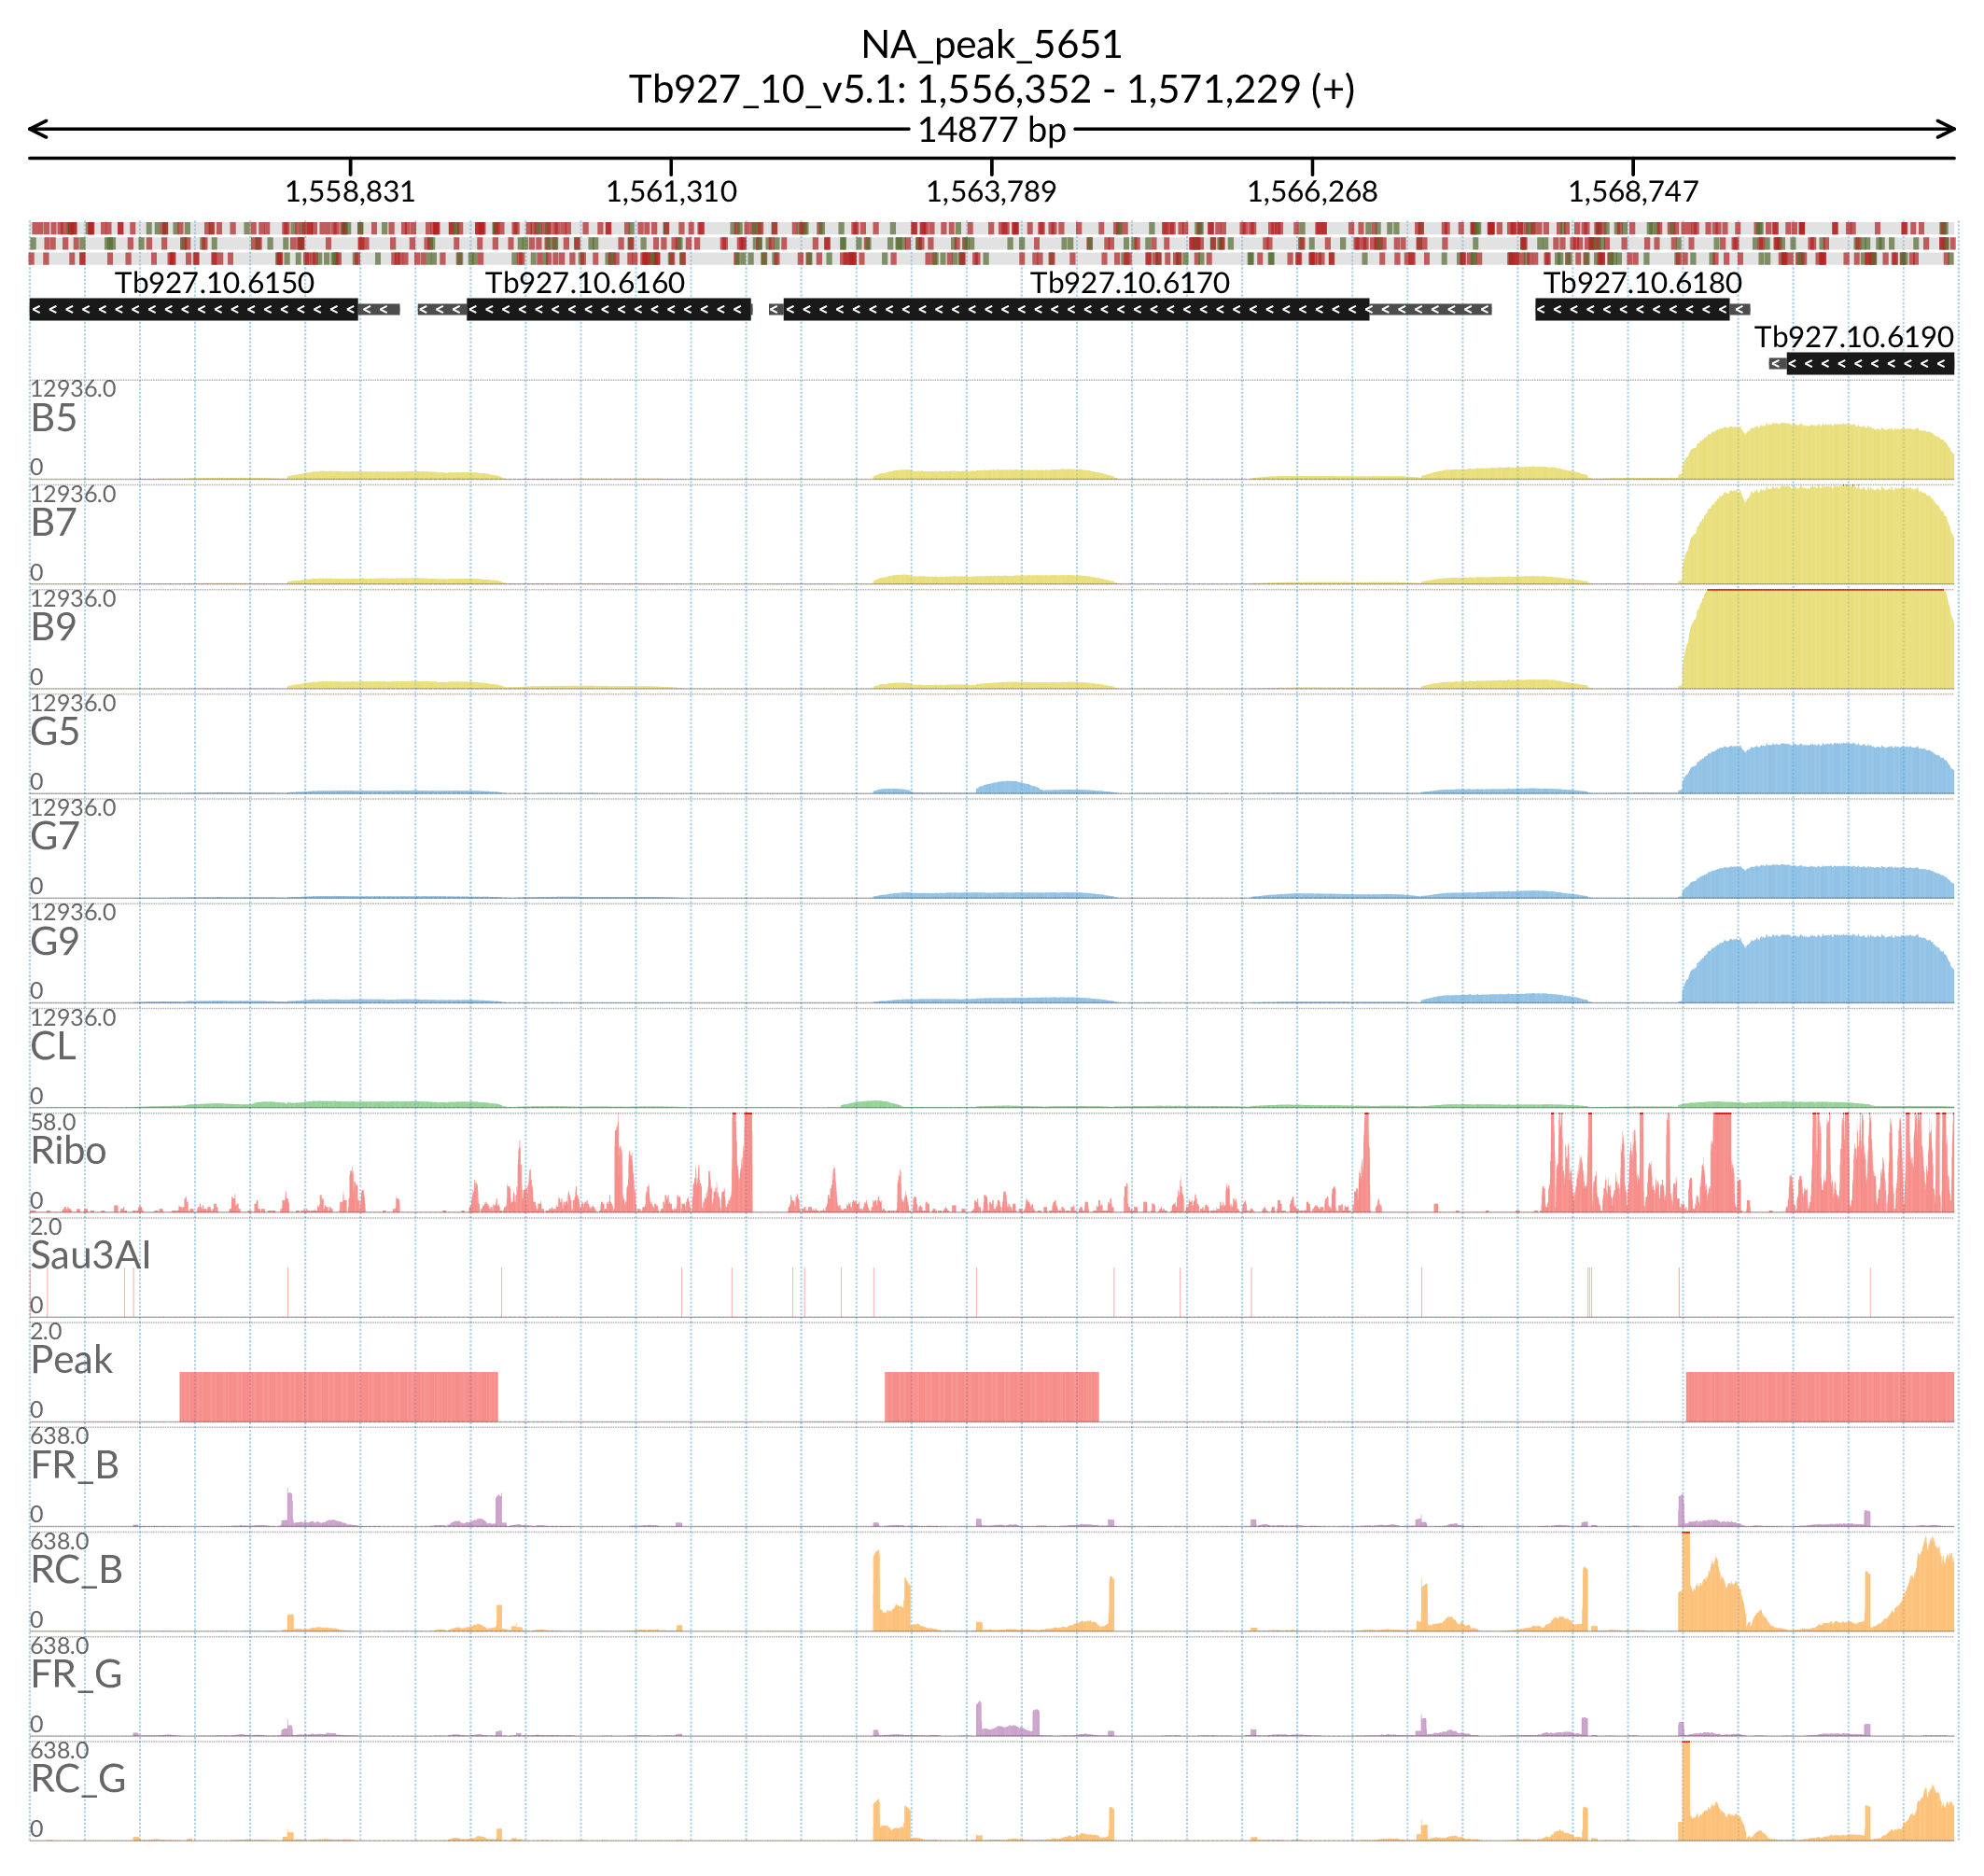 NA_peak_5651
Tb927_10_v5.1: 1,556,352 - 1,571,229 (+)
14877 bp
1,558,831 1,561,310 1,563,789 1,566,268 1,568,747
Tb927.10.6150 Tb927.10.6160 Tb927.10.6170 Tb927.10.6180
Tb927.10.6190
12936.0
B5
0
12936.0
B7
0
12936.0
B9
0
12936.0
G5
0
12936.0
G7
0
12936.0
G9
0
12936.0
CL
0
58.0
Ribo
0
2.0
Sau3AI
0
2.0
Peak
0
638.0
FR_B
0
638.0
RC_B
0
638.0
FR_G
0
638.0
RC_G
0